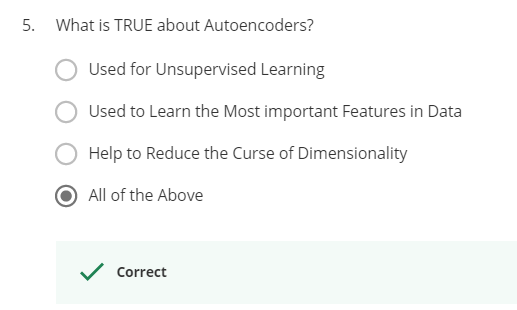 5. What is TRUE about Autoencoders?
Used for Unsupervised Learning
Used to Learn the Most important Features in Data
Help to Reduce the Curse of Dimensionality
All of the Above
Correct